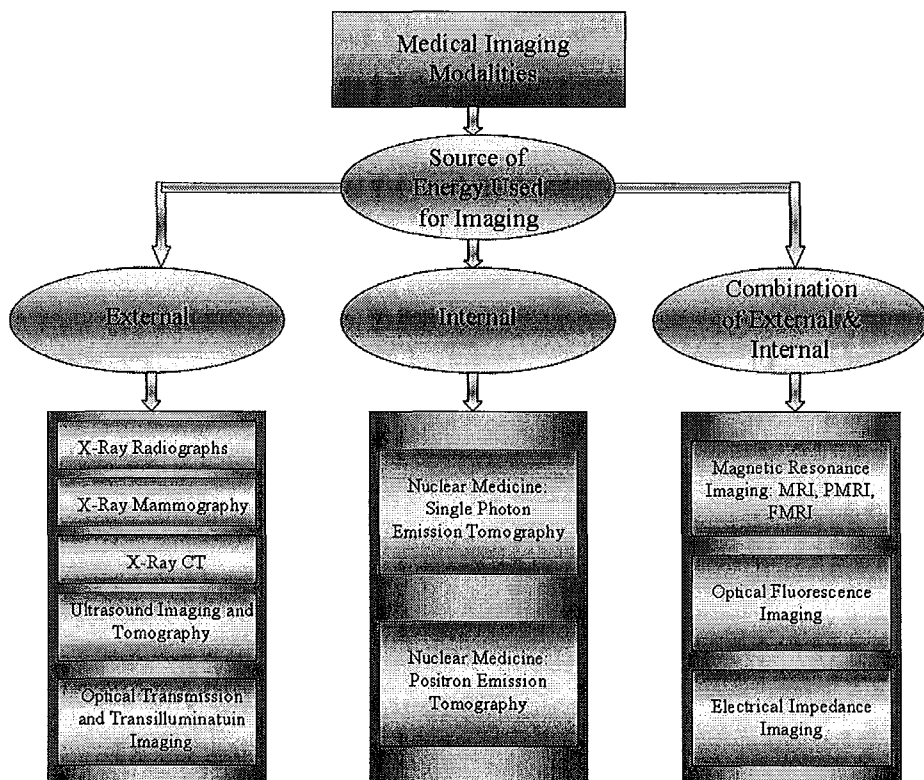 Medical Imaging
Modalities
Source of
Energy Used
for Imaging
External
Internal
Combination
of External &
Internal
X-Ray Radiographs
X-Ray Mammography
X-Ray CT
Ultrasound Imaging and
Tomography
Optical Transmission
and Transilluminatuin
Imaging
Nuclear Medicine:
Single Photon
Emission Tomography
Nuclear Medicine:
Positron Emission
Tomography
Magnetic Resonance
Imaging: MRI, PMRI,
FMRI
Optical Fluorescence
Imaging
Electrical Impedance
Imaging